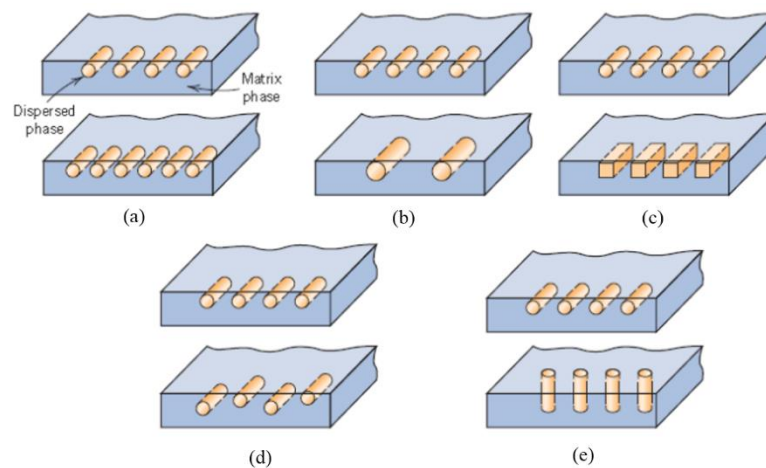 Matrix
phase
Dispersed
phase
(a)
(b)
(c)
(d)
(e)